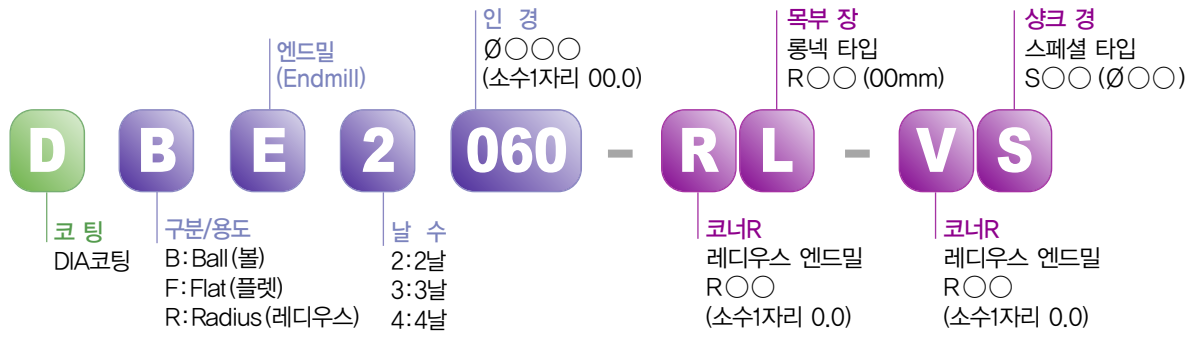 인 경
Ø○○○
(소수1자리 00.0)
목부 장
롱넥 타입
R○○ (00mm)
샹크 경
스페셜 타입
S○○ (Ø○○)
엔드밀
(Endmill)
D B E 2 060 - R L - V S
코 팅
DIA코팅
구분/용도
B:Ball(볼)
F:Flat(플렛)
R:Radius(레디우스)
날 수
2:2날
3:3날
4:4날
코너R
레디우스 엔드밀
R○○
(소수1자리 0.0)
코너R
레디우스 엔드밀
R○○
(소수1자리 0.0)